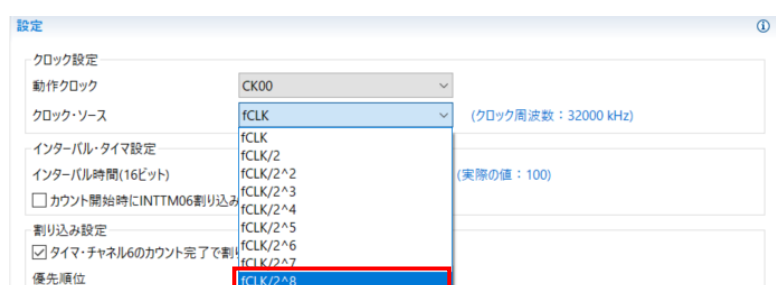 設定
クロック設定
動作クロック CK00
クロック・ソース fCLK (クロック周波数：32000 kHz)
fCLK
インターバル・タイマ設定 fCLK/2
インターバル時間(16ビット) fCLK/2^2 (実際の値：100)
fCLK/2^3
カウント開始時にINTTM06割り込み fCLK/2^4
fCLK/2^5
割り込み設定 fCLK/2^6
タイマ・チャネル6のカウント完了で割り fCLK/2^7
優先順位 fCLK/2^8